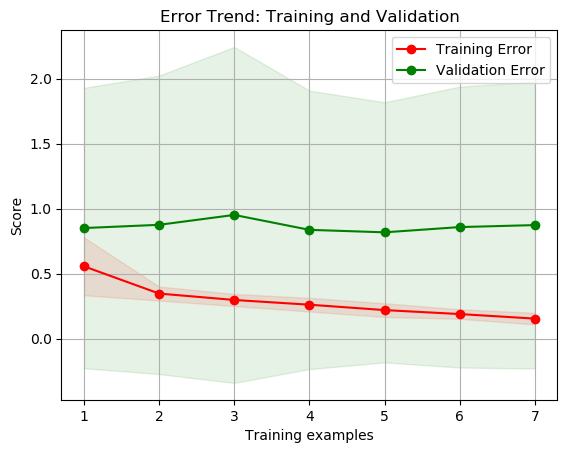 Error Trend: Training and Validation
Training Error
Validation Error
Score
2.0
1.5
1.0
0.5
0.0
1 2 3 4 5 6 7
Training examples